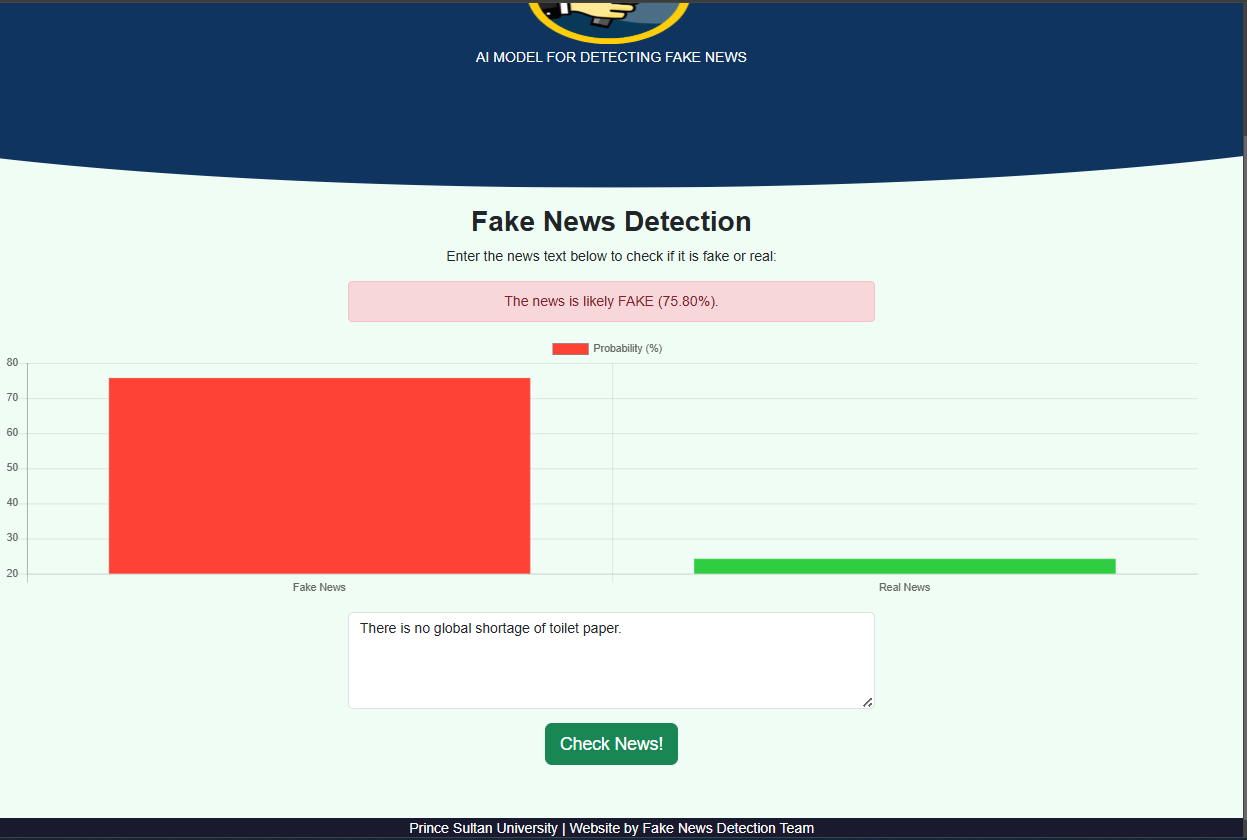 AI MODEL FOR DETECTING FAKE NEWS
Fake News Detection
Enter the news text below to check if it is fake or real:
The news is likely FAKE (75.80%).
Probability (%)
80
70
60
50
40
30
20
Fake News
Real News
There is no global shortage of toilet paper.
Check News!
Prince Sultan University | Website by Fake News Detection Team